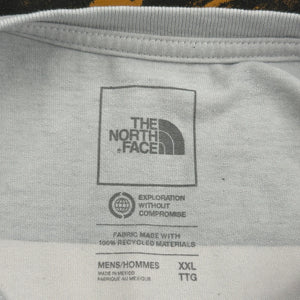 THE
NORTH
FACE
EXPLORATION
WITHOUT
COMPROMISE
FABRIC MADE WITH
100% RECYCLED MATERIALS
MENS/HOMMES XXL
MADE IN MEXICO
FABRIQUÉ AU MEXIQUE TTG